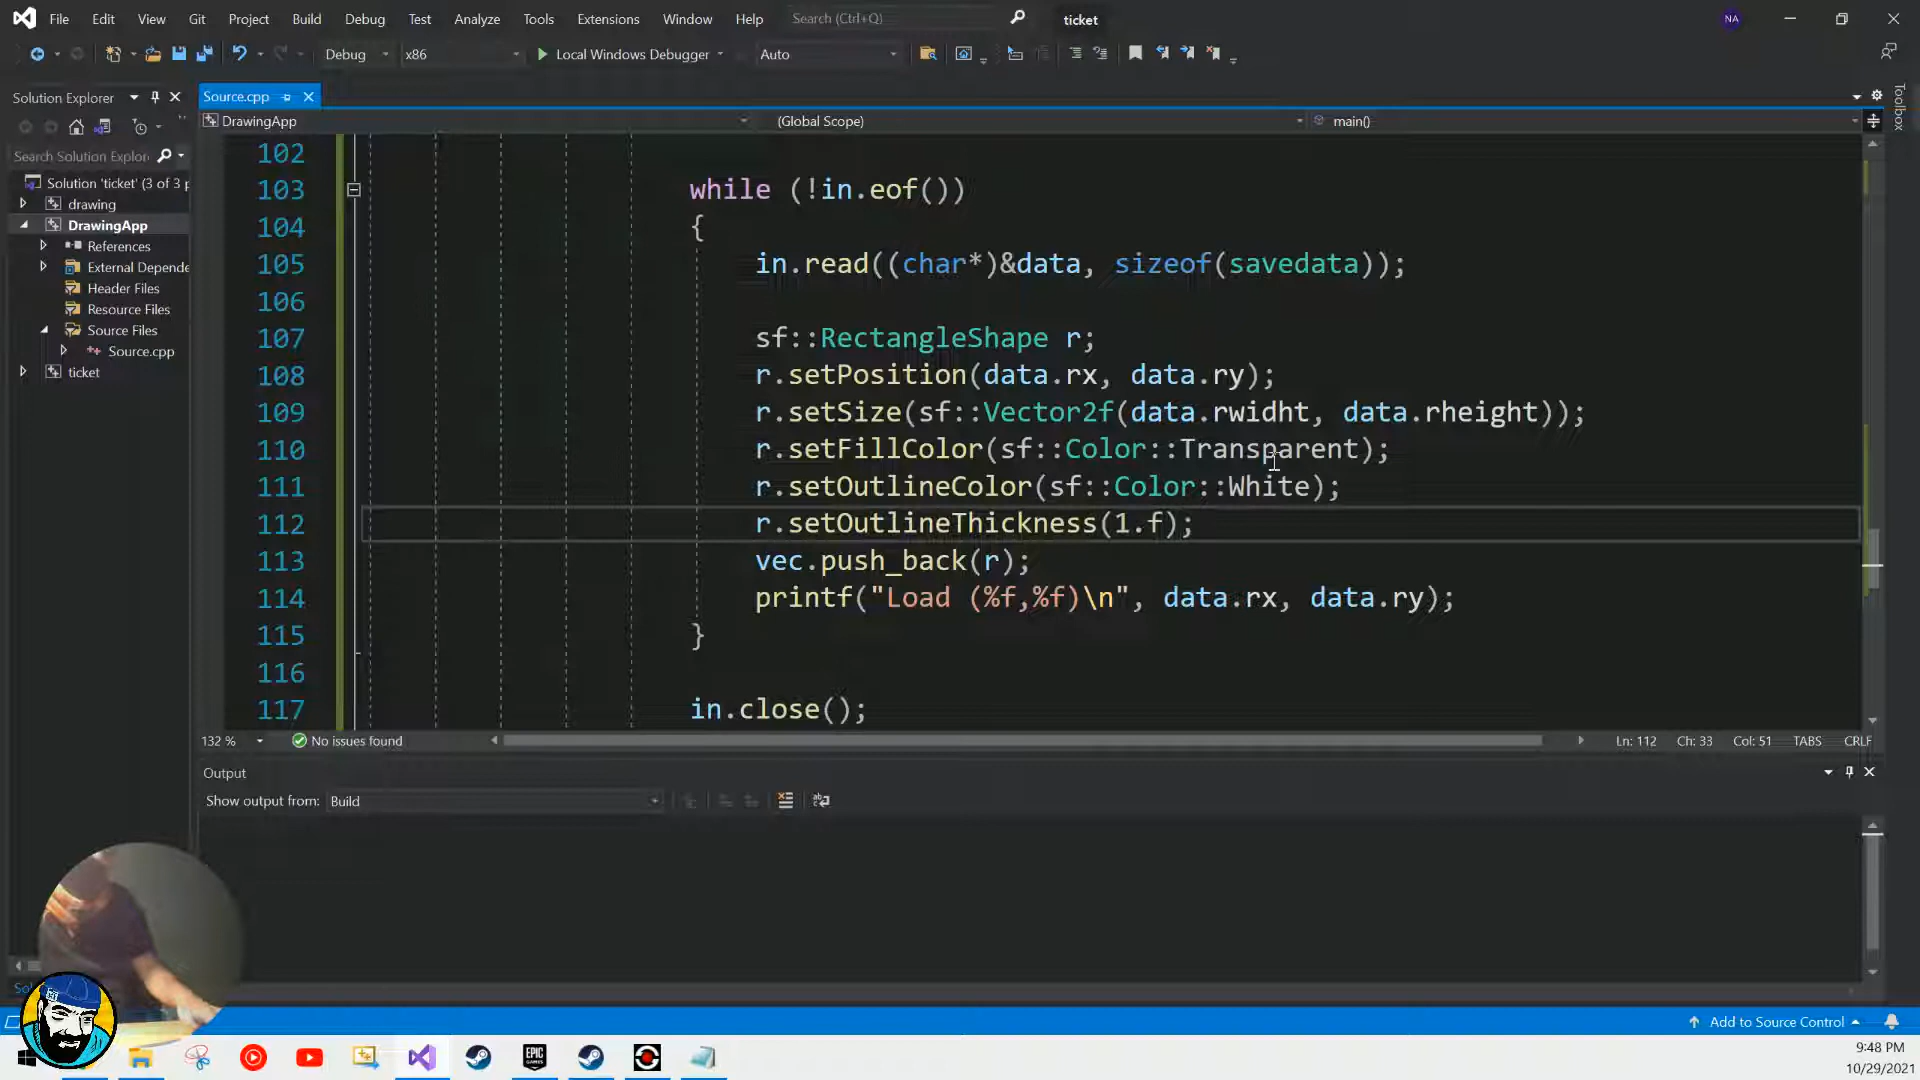 File Edit View Git Project Build Debug Test Analyze Tools Extensions Window Help Search (Ctrl+Q) ticket NA
Debug x86 Local Windows Debugger Auto
Solution Explorer
Source.cpp
DrawingApp (Global Scope) main()
Toolbox
Search Solution Explor
Solution 'ticket' (3 of 3 p
drawing
DrawingApp
References
External Depende
Header Files
Resource Files
Source Files
Source.cpp
ticket
102
103 while (!in.eof())
104 {
105 in.read((char*)&data, sizeof(savedata));
106
107 sf::RectangleShape r;
108 r.setPosition(data.rx, data.ry);
109 r.setSize(sf::Vector2f(data.rwidht, data.rheight));
110 r.setFillColor(sf::Color::Transparent);
111 r.setOutlineColor(sf::Color::White);
112 r.setOutlineThickness(1.f);
113 vec.push_back(r);
114 printf("Load (%f,%f)\n", data.rx, data.ry);
115 }
116
117 in.close();
132 % No issues found Ln: 112 Ch: 33 Col: 51 TABS CRLF
Output
Show output from: Build
Add to Source Control
EPIC GAMES
9:48 PM
10/29/2021